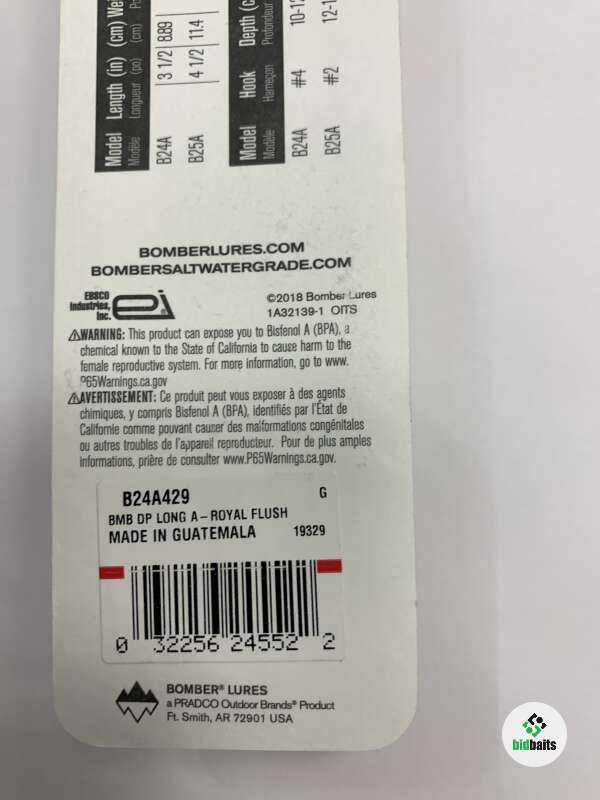 Model Length (in) (cm)
Modèle Longueur (po) (cm)
B24A 3 1/2 8.89
B25A 4 1/2 11.4
Model Hook Depth
Modèle Hameçon Profondeur
B24A #4
B25A #2
BOMBERLURES.COM
BOMBERSALTWATERGRADE.COM
EBSCO
Industries,
Inc. ei ®
©2018 Bomber Lures
1A32139-1 OITS
⚠WARNING: This product can expose you to Bisfenol A (BPA), a
chemical known to the State of California to cause harm to the
female reproductive system. For more information, go to www.
P65Warnings.ca.gov
⚠AVERTISSEMENT: Ce produit peut vous exposer à des agents
chimiques, y compris Bisfenol A (BPA), identifiés par l'État de
Californie comme pouvant causer des malformations congénitales
ou autres troubles de l'appareil reproducteur. Pour de plus amples
informations, prière de consulter www.P65Warnings.ca.gov.
B24A429 G
BMB DP LONG A–ROYAL FLUSH
MADE IN GUATEMALA 19329
0 32256 24552 2
BOMBER® LURES
a PRADCO Outdoor Brands® Product
Ft. Smith, AR 72901 USA
bidbaits